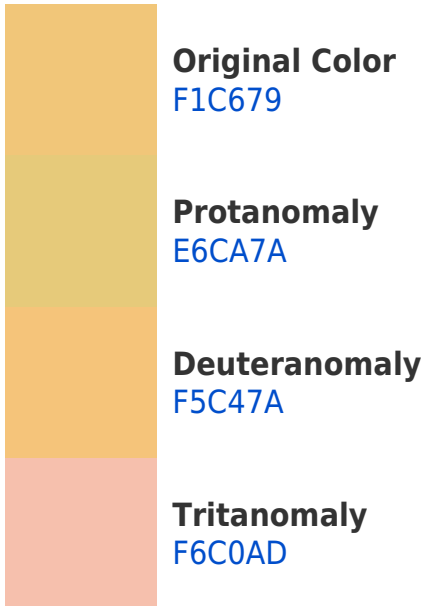 Original Color
F1C679
Protanomaly
E6CA7A
Deuteranomaly
F5C47A
Tritanomaly
F6C0AD